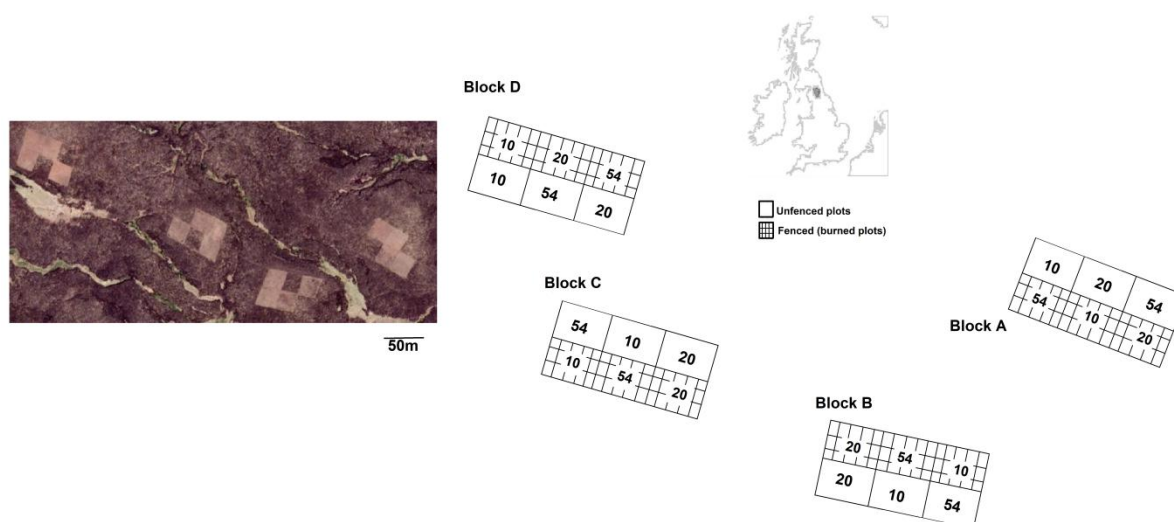 Block D
10 20 54
10 54 20
50m
Unfenced plots
Fenced (burned plots)
Block C
54 10 20
10 54 20
Block A
10 20 54
54 10 20
Block B
20 54 10
20 10 54